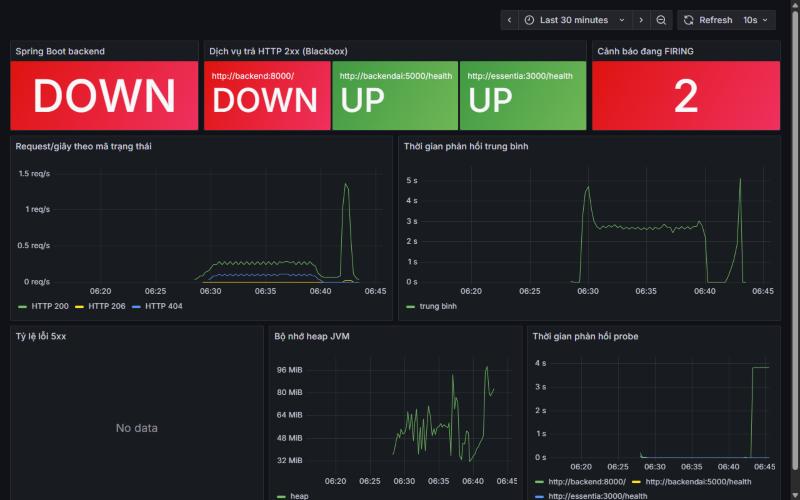 Last 30 minutes
Refresh 10s
Spring Boot backend
Dịch vụ trả HTTP 2xx (Blackbox)
Cảnh báo đang FIRING
DOWN
http://backend:8000/
DOWN
http://backendai:5000/health
UP
http://essentia:3000/health
UP
2
Request/giây theo mã trạng thái
1.5 req/s
1 req/s
0.5 req/s
0 req/s
06:20 06:25 06:30 06:35 06:40 06:45
HTTP 200 HTTP 206 HTTP 404
Thời gian phản hồi trung bình
5 s
4 s
3 s
2 s
1 s
0 s
06:20 06:25 06:30 06:35 06:40 06:45
trung bình
Tỷ lệ lỗi 5xx
No data
Bộ nhớ heap JVM
96 MiB
80 MiB
64 MiB
48 MiB
32 MiB
06:20 06:25 06:30 06:35 06:40 06:45
heap
Thời gian phản hồi probe
4 s
3 s
2 s
1 s
0 s
06:20 06:25 06:30 06:35 06:40 06:45
http://backend:8000/ http://backendai:5000/health
http://essentia:3000/health